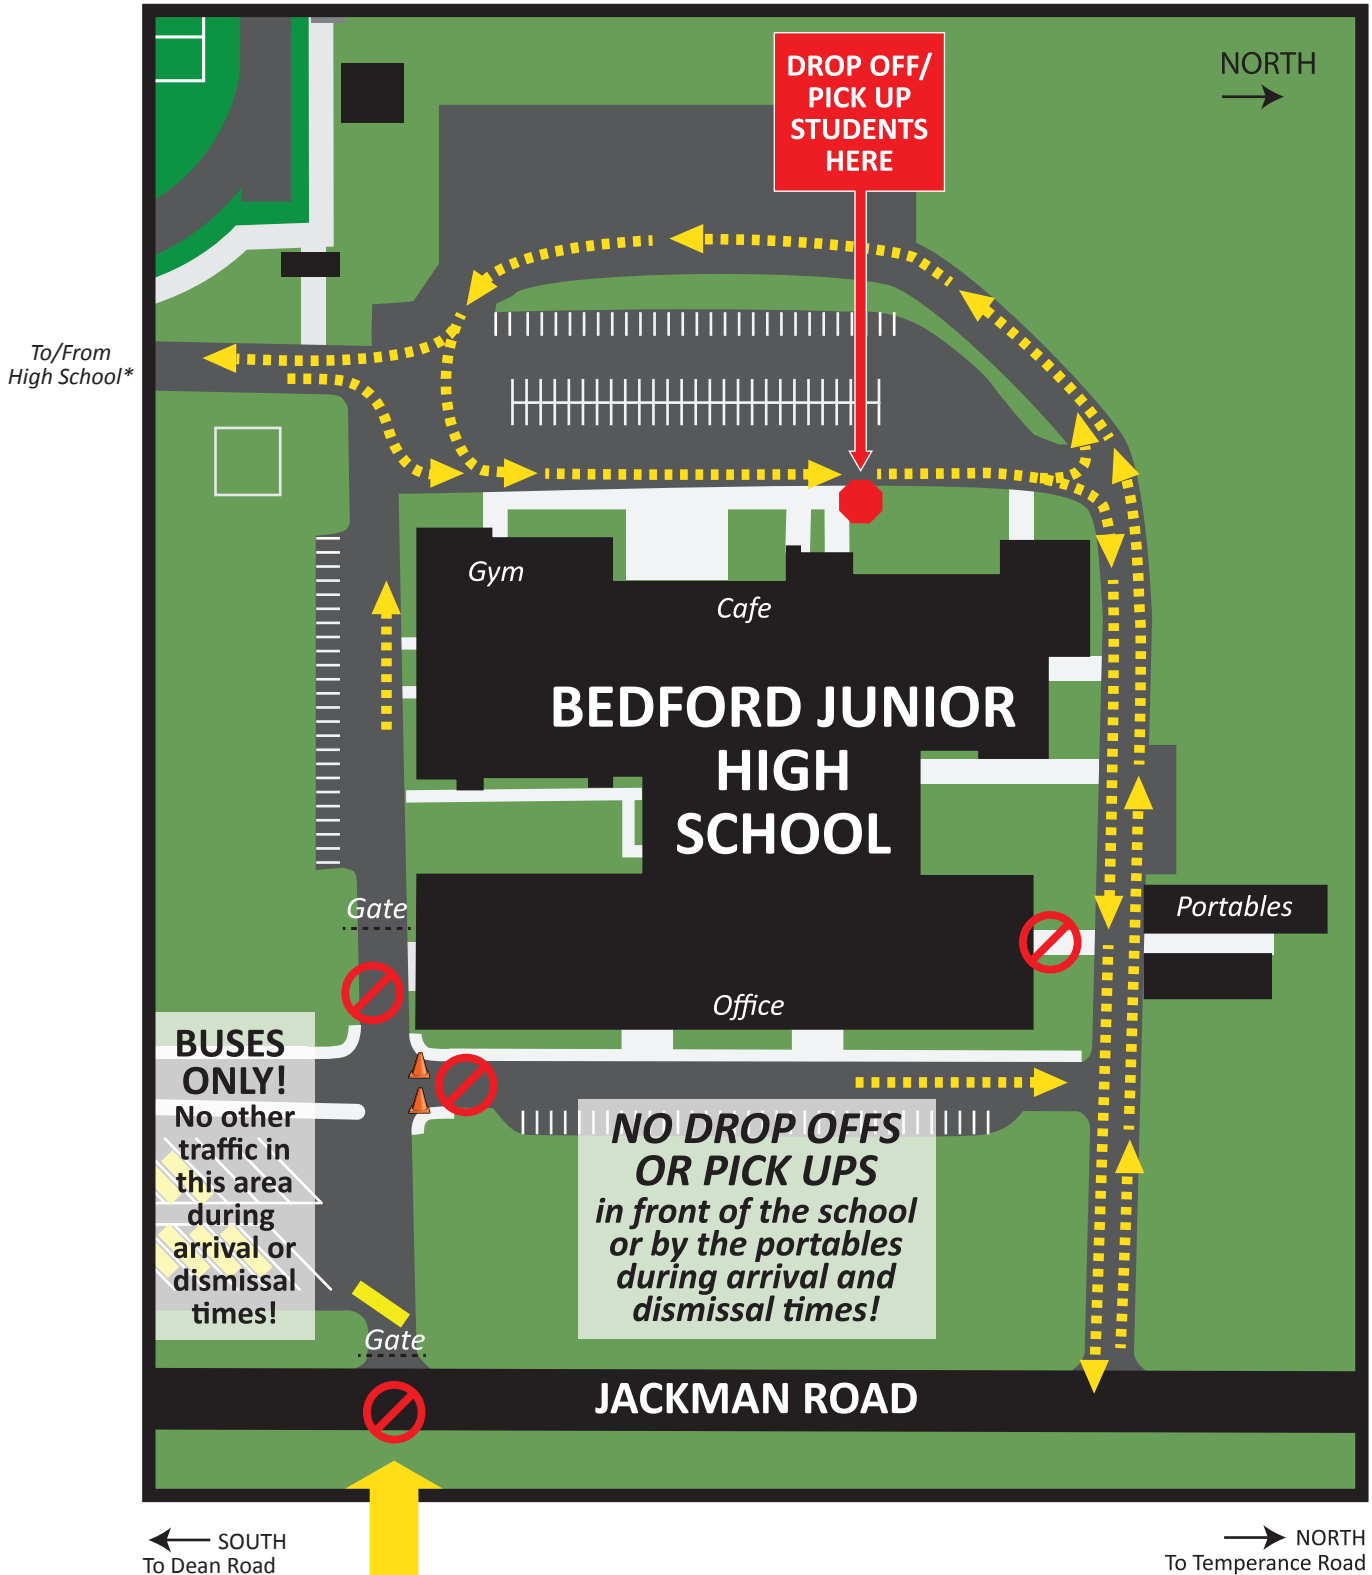 DROP OFF/
PICK UP
STUDENTS
HERE
NORTH
To/From
High School*
Gym
Cafe
BEDFORD JUNIOR
HIGH
SCHOOL
Gate
Portables
Office
BUSES
ONLY!
No other
traffic in
this area
during
arrival or
dismissal
times!
NO DROP OFFS
OR PICK UPS
in front of the school
or by the portables
during arrival and
dismissal times!
Gate
JACKMAN ROAD
SOUTH
To Dean Road
NORTH
To Temperance Road